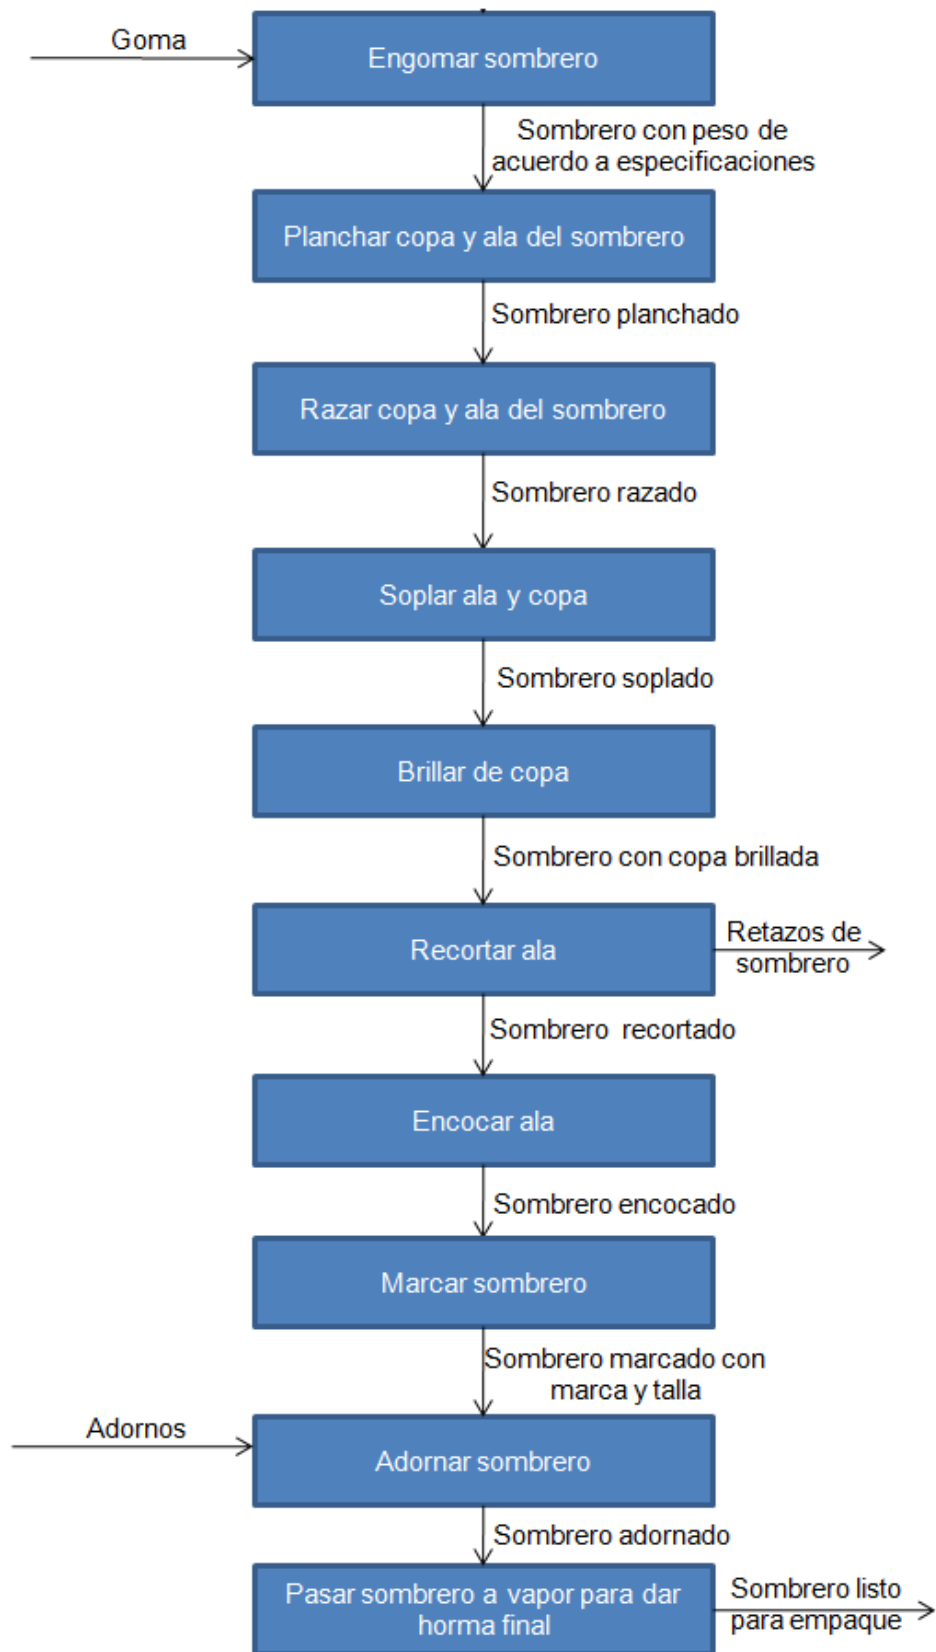 Goma
Engomar sombrero
Sombrero con peso de
acuerdo a especificaciones
Planchar copa y ala del sombrero
Sombrero planchado
Razar copa y ala del sombrero
Sombrero razado
Soplar ala y copa
Sombrero soplado
Brillar de copa
Sombrero con copa brillada
Recortar ala
Retazos de
sombrero
Sombrero recortado
Encocar ala
Sombrero encocado
Marcar sombrero
Sombrero marcado con
marca y talla
Adornos
Adornar sombrero
Sombrero adornado
Pasar sombrero a vapor para dar
horma final
Sombrero listo
para empaque